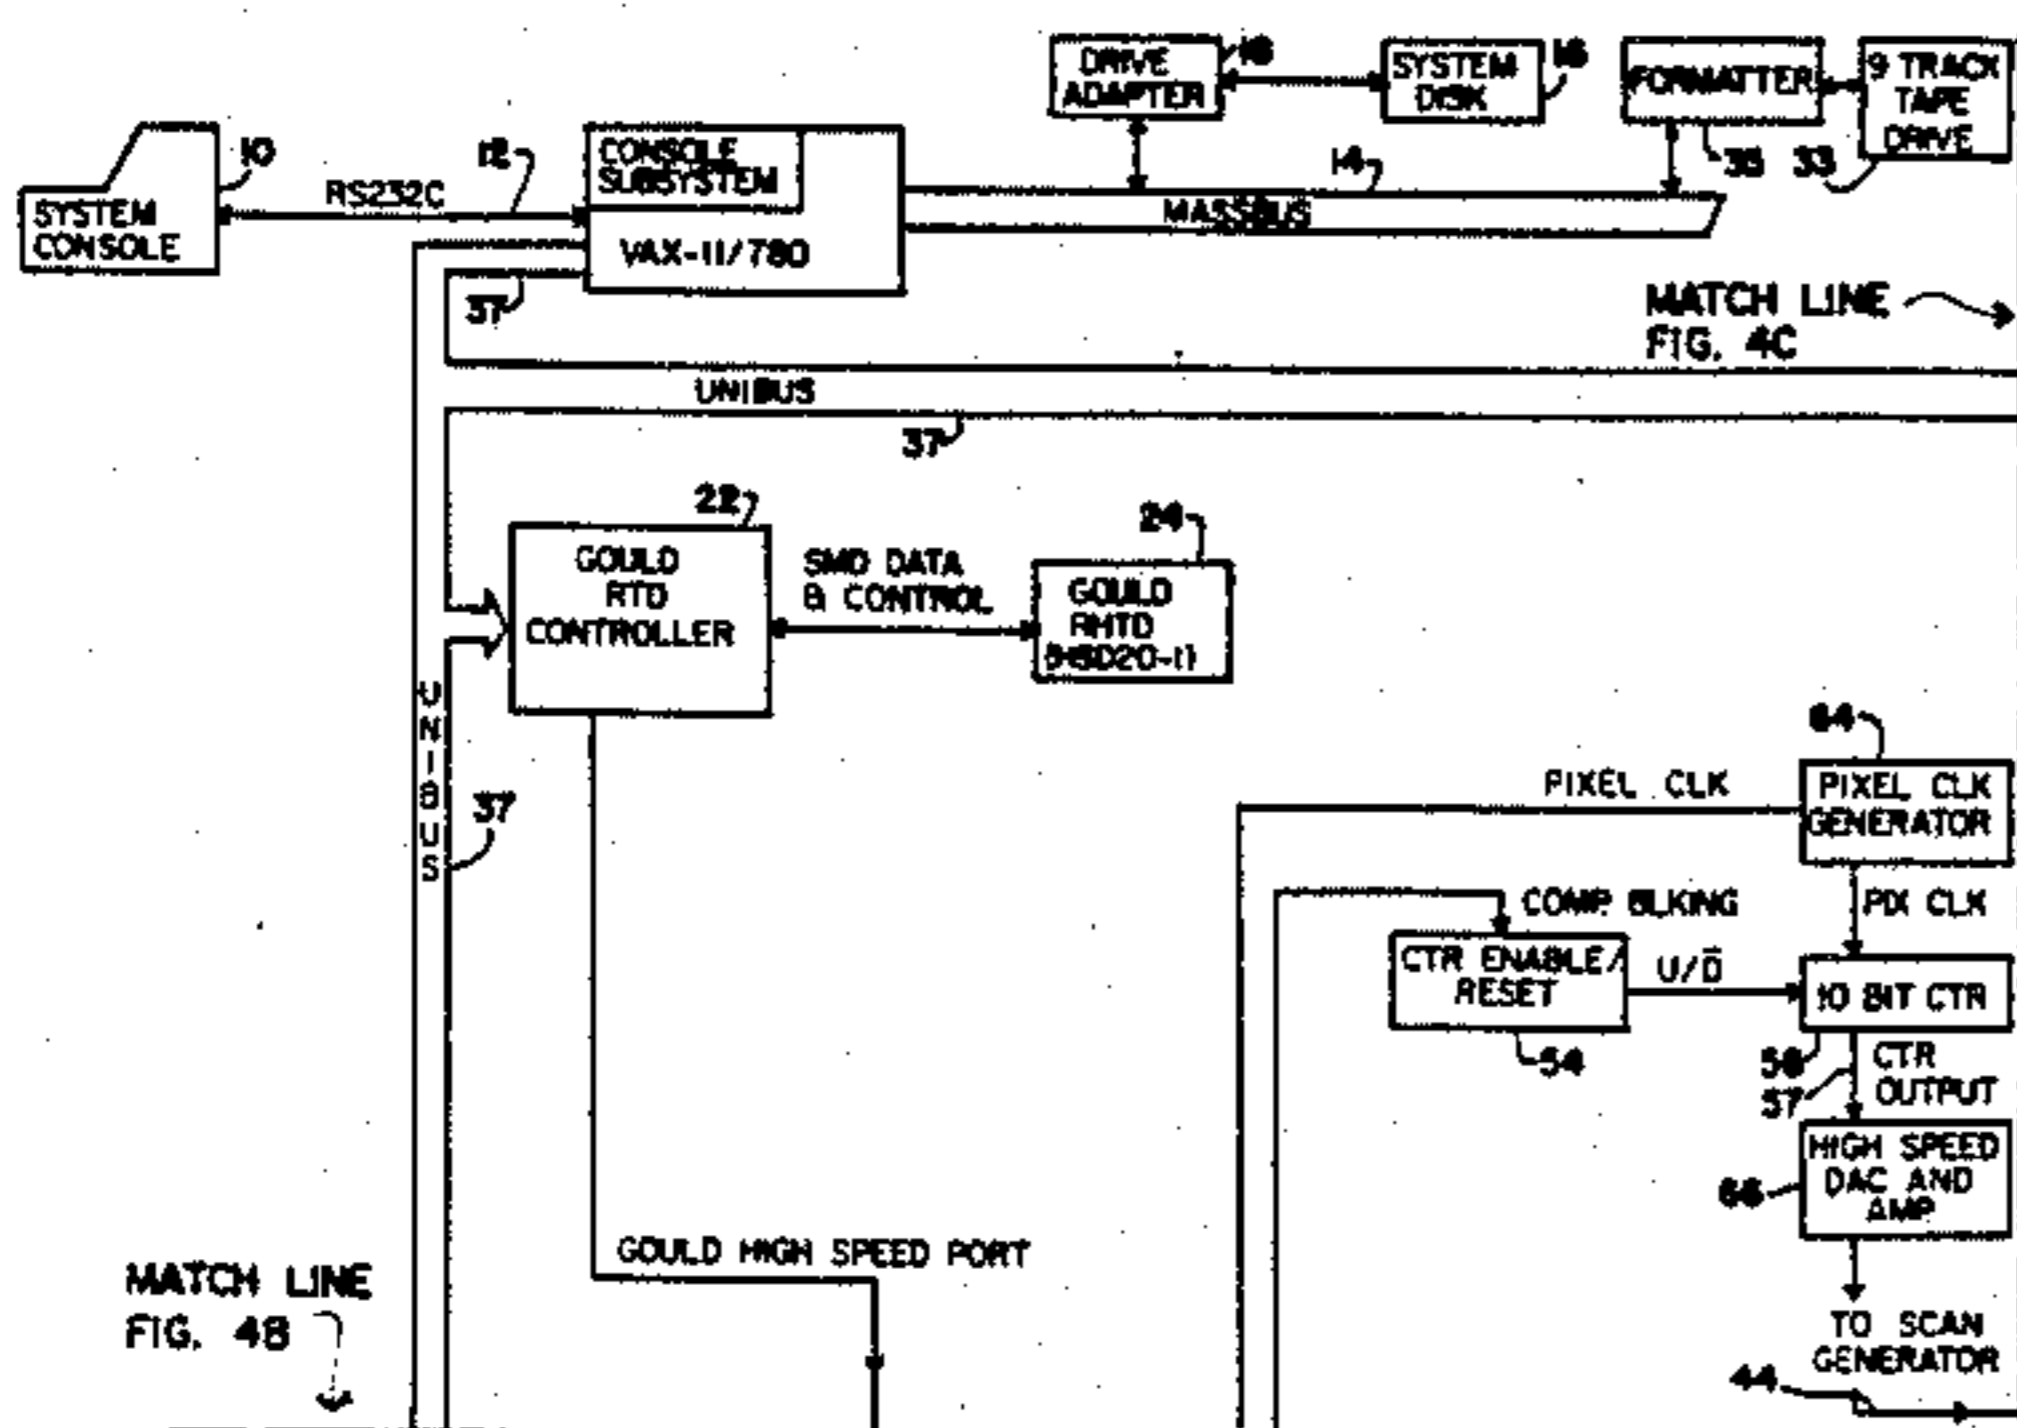 DRIVE
ADAPTER
18
SYSTEM
DISK
16
FORMATTER
35
9 TRACK
TAPE
DRIVE
33
10
SYSTEM
CONSOLE
RS232C
12
CONSOLE
SUBSYSTEM
VAX-11/780
14
MASSBUS
37
MATCH LINE
FIG. 4C
UNIBUS
37
22
GOULD
RTD
CONTROLLER
SMD DATA
& CONTROL
24
GOULD
RMTD
UNIBUS
37
64
PIXEL CLK
PIXEL CLK
GENERATOR
PIX CLK
COMP. BLKING
CTR ENABLE/
RESET
54
U/D̅
10 BIT CTR
CTR
OUTPUT
57
HIGH SPEED
DAC AND
AMP
GOULD HIGH SPEED PORT
MATCH LINE
FIG. 4B
TO SCAN
GENERATOR
44